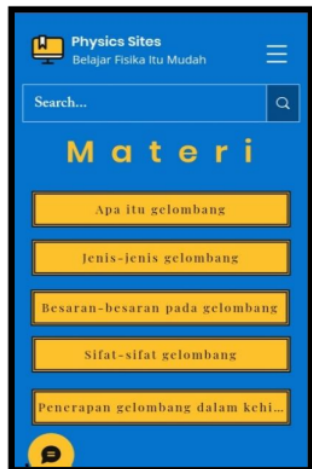 Physics Sites
Belajar Fisika Itu Mudah
Search...
Materi
Apa itu gelombang
Jenis-jenis gelombang
Besaran-besaran pada gelombang
Sifat-sifat gelombang
Penerapan gelombang dalam kehi...